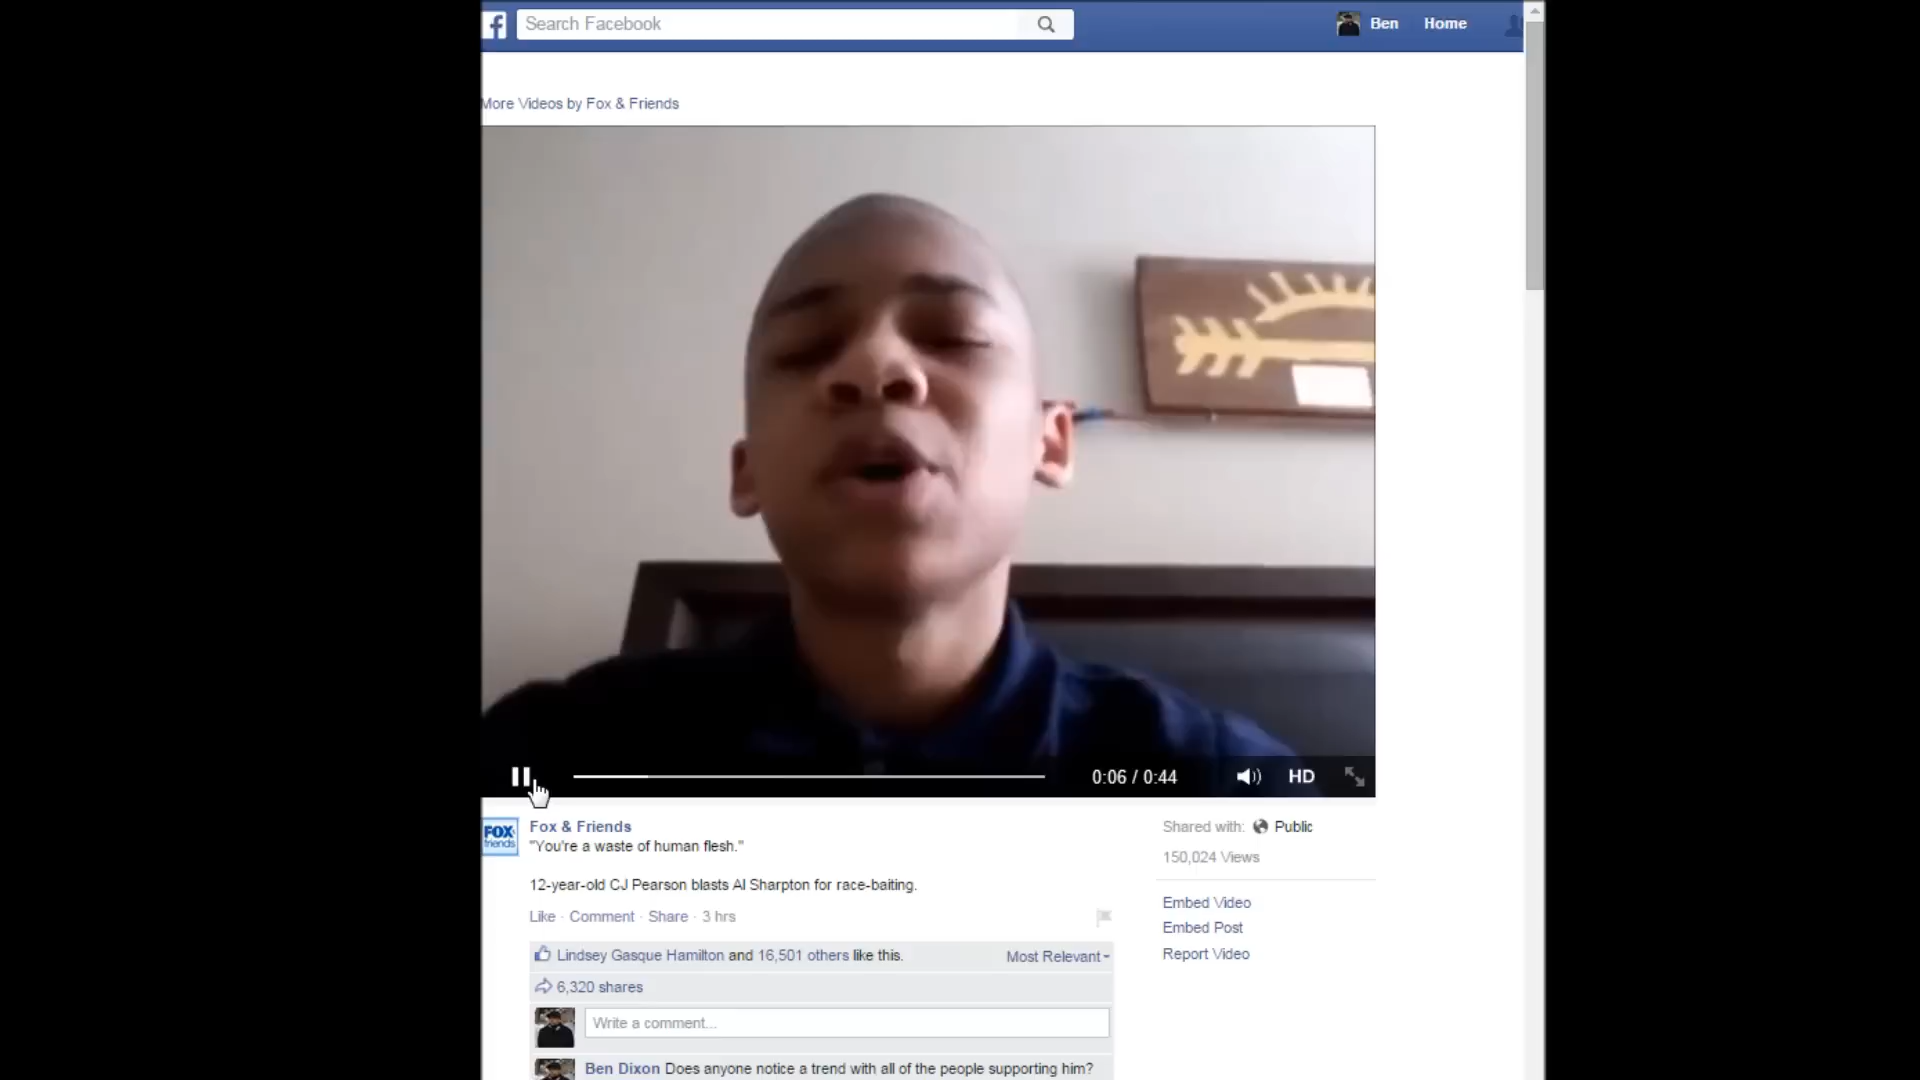 Search Facebook
Ben
Home
More Videos by Fox & Friends
0:06 / 0:44
HD
FOX
friends
Fox & Friends
"You're a waste of human flesh."
12-year-old CJ Pearson blasts Al Sharpton for race-baiting.
Like · Comment · Share · 3 hrs
Lindsey Gasque Hamilton and 16,501 others like this.
Most Relevant
6,320 shares
Write a comment...
Ben Dixon Does anyone notice a trend with all of the people supporting him?
Shared with: Public
150,024 Views
Embed Video
Embed Post
Report Video